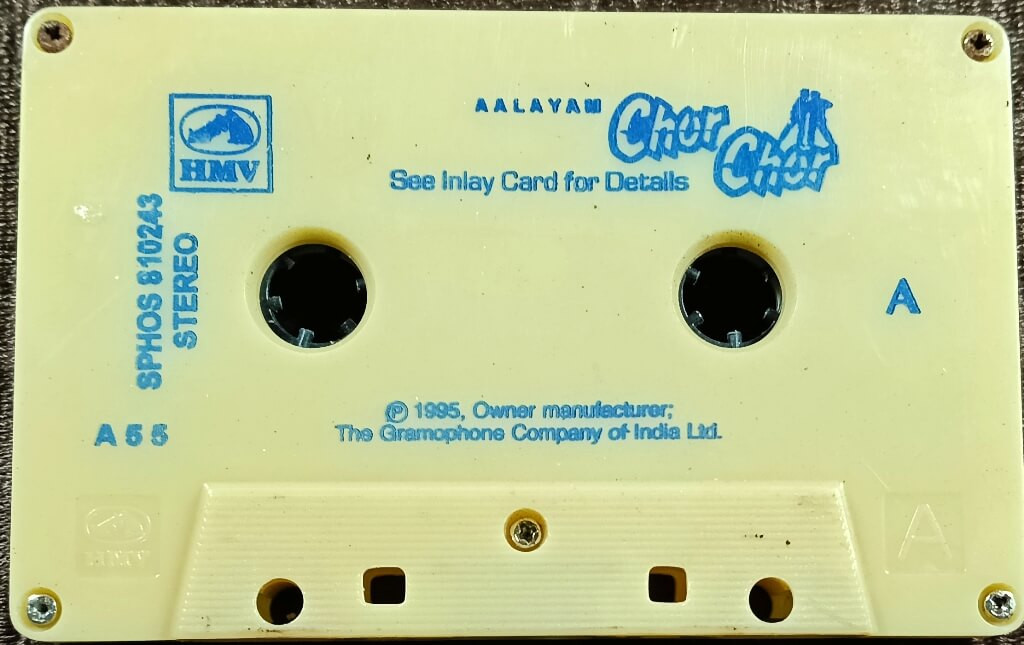 HMV
AALAYAM Chor Chor
See Inlay Card for Details
SPHOS 810243
STEREO
A
A 5 5
℗ 1995, Owner manufacturer;
The Gramophone Company of India Ltd.
HMV
A